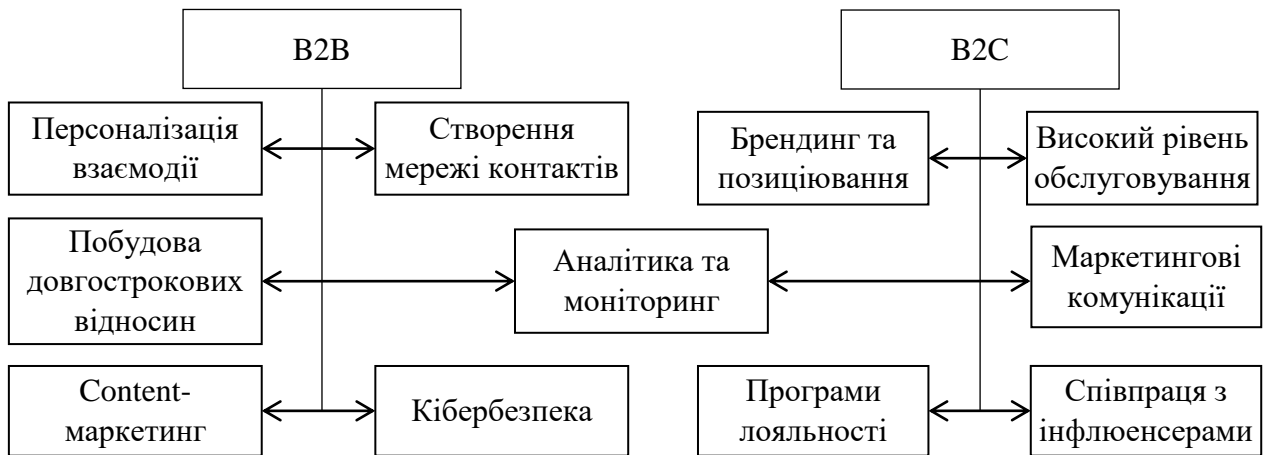 B2B
B2C
Персоналізація
взаємодії
Створення
мережі контактів
Брендинг та
позиціювання
Високий рівень
обслуговування
Побудова
довгострокових
відносин
Аналітика та
моніторинг
Маркетингові
комунікації
Content-
маркетинг
Кібербезпека
Програми
лояльності
Співпраця з
інфлюенсерами